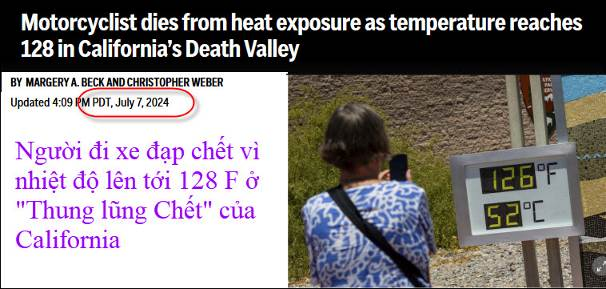 Motorcyclist dies from heat exposure as temperature reaches
128 in California's Death Valley
BY MARGERY A. BECK AND CHRISTOPHER WEBER
Updated 4:09 PM PDT, July 7, 2024
Người đi xe đạp chết vì
nhiệt độ lên tới 128 F ở
"Thung lũng Chết" của
California
126°F
52°C